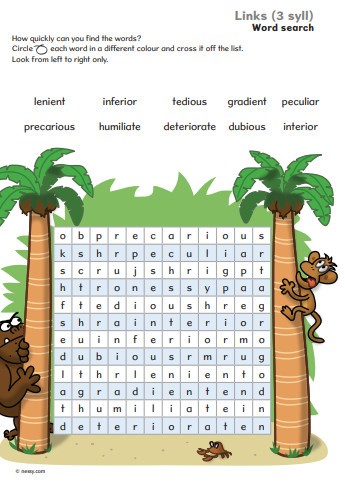 Links (3 syll)
Word search
How quickly can you find the words?
Circle each word in a different colour and cross it off the list.
Look from left to right only.
lenient inferior tedious gradient peculiar
precarious humiliate deteriorate dubious interior
o b p r e c a r i o u s
k s h r p e c u l i a r
s c r u j s h r i g p t
h t r o n e s s y p a a
f t e d i o u s h r e g
s h r a i n t e r i o r
e u i n f e r i o r m o
d u b i o u s r m r u g
l t h r l e n i e n t o
a g r a d i e n t e n d
t h u m i l i a t e i n
d e t e r i o r a t e n
© nessy.com